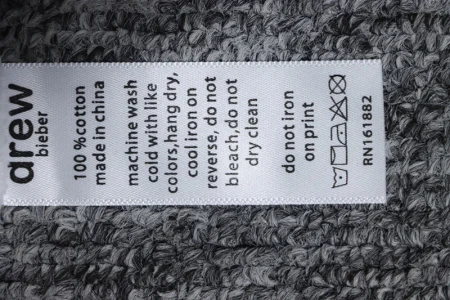 drew
bieber
100 %cotton
made in china
machine wash
cold with like
colors,hang dry,
cool iron on
reverse, do not
bleach,do not
dry clean
do not iron
on print
RN161882